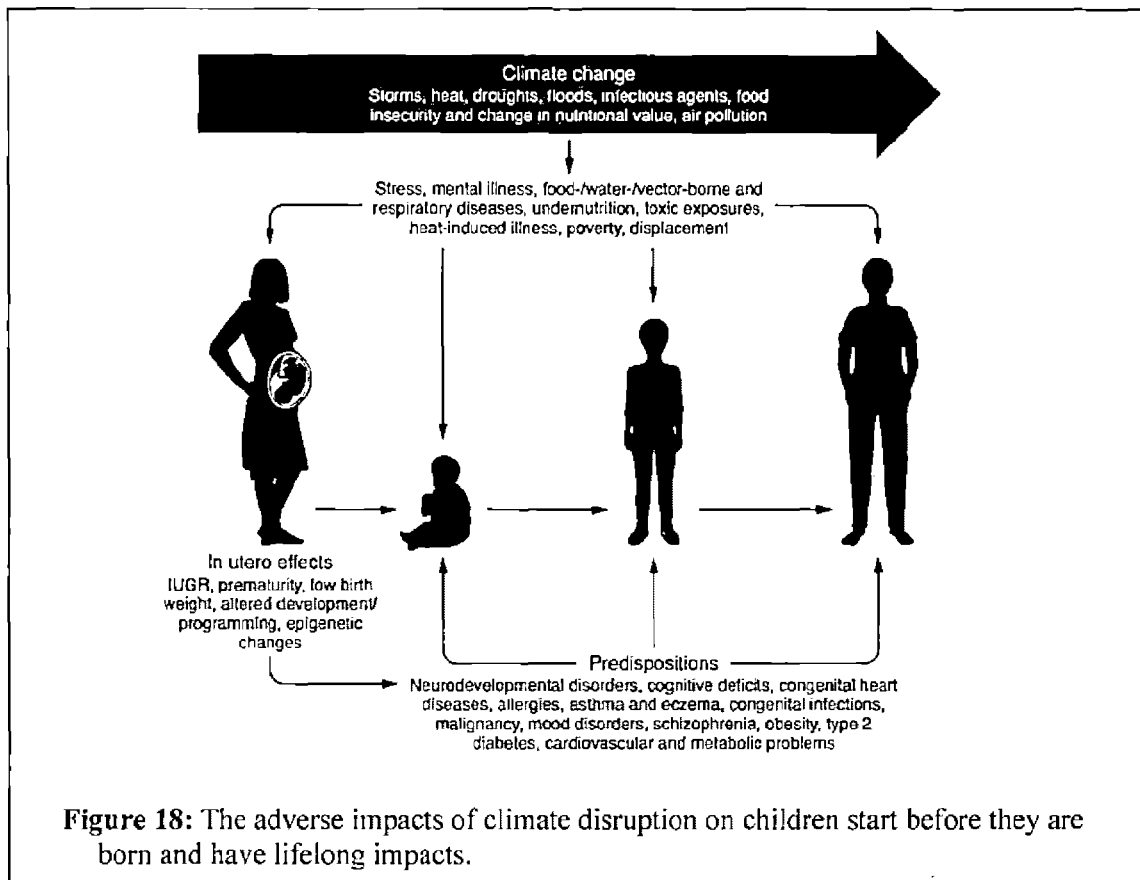 Climate change
Storms, heat, droughts, floods, infectious agents, food
insecurity and change in nutritional value, air pollution
Stress, mental illness, food-/water-/vector-borne and
respiratory diseases, undernutrition, toxic exposures,
heat-induced illness, poverty, displacement
In utero effects
IUGR, prematurity, low birth
weight, altered development/
programming, epigenetic
changes
Predispositions
Neurodevelopmental disorders, cognitive deficits, congenital heart
diseases, allergies, asthma and eczema, congenital infections,
malignancy, mood disorders, schizophrenia, obesity, type 2
diabetes, cardiovascular and metabolic problems
Figure 18: The adverse impacts of climate disruption on children start before they are
born and have lifelong impacts.